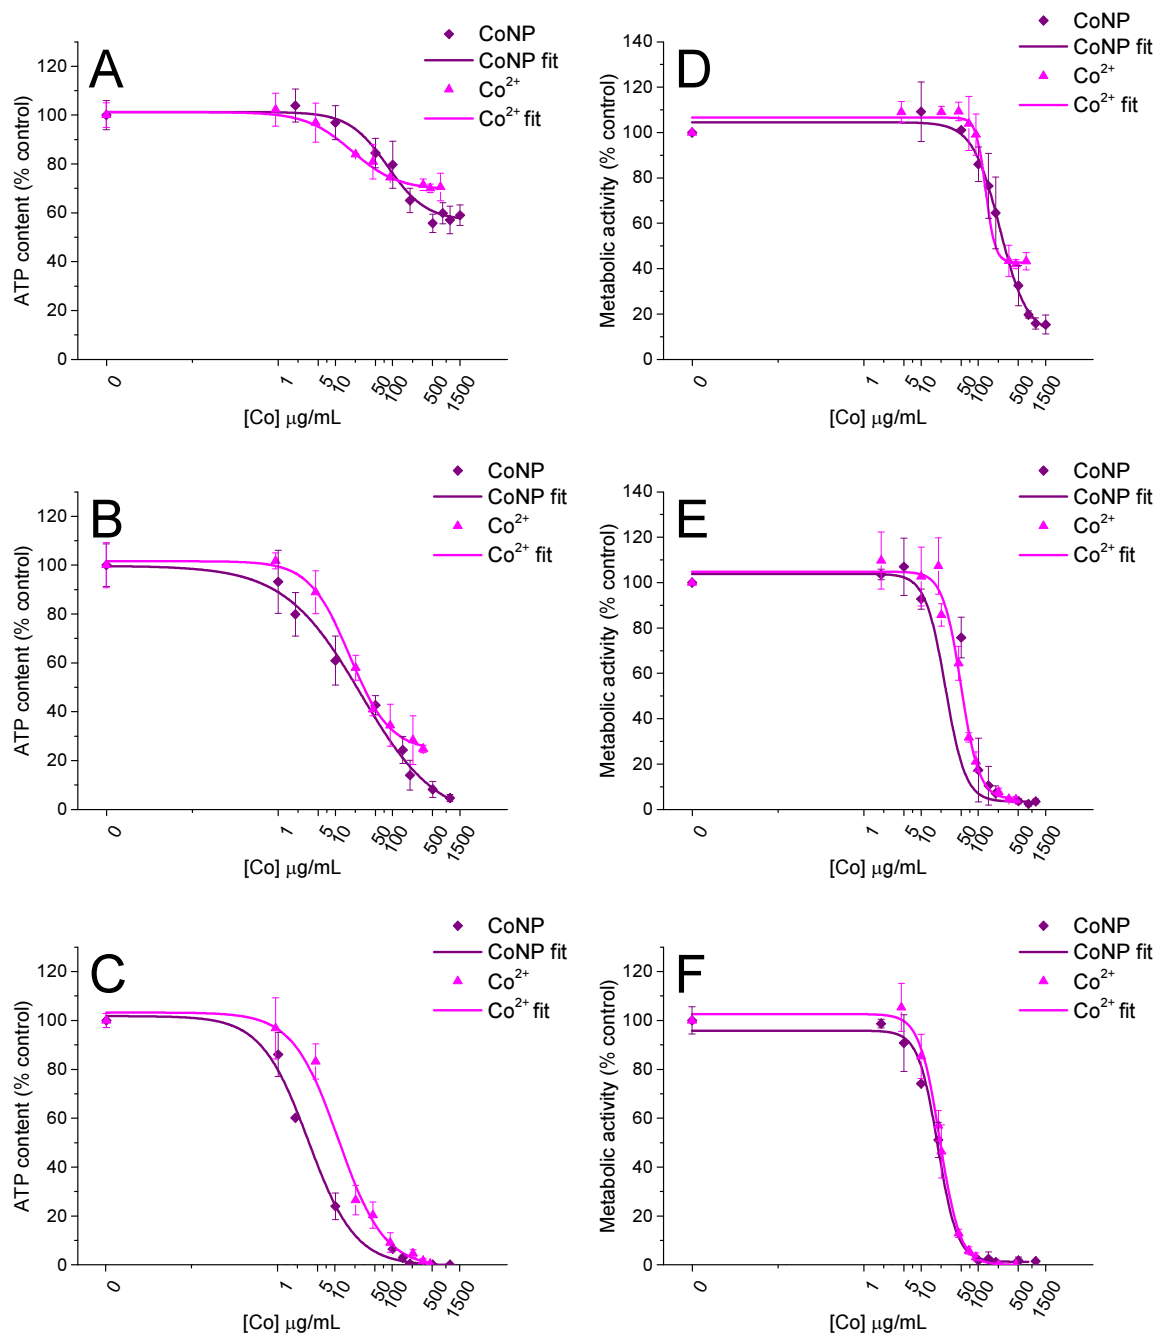 A
CoNP
CoNP fit
Co²⁺
Co²⁺ fit
ATP content (% control)
120
100
80
60
40
20
0
0 1 5 10 50 100 500 1500
[Co] μg/mL
D
CoNP
CoNP fit
Co²⁺
Co²⁺ fit
Metabolic activity (% control)
140
120
100
80
60
40
20
0
0 1 5 10 50 100 500 1500
[Co] μg/mL
B
CoNP
CoNP fit
Co²⁺
Co²⁺ fit
ATP content (% control)
120
100
80
60
40
20
0
0 1 5 10 50 100 500 1500
[Co] μg/mL
E
CoNP
CoNP fit
Co²⁺
Co²⁺ fit
Metabolic activity (% control)
140
120
100
80
60
40
20
0
0 1 5 10 50 100 500 1500
[Co] μg/mL
C
CoNP
CoNP fit
Co²⁺
Co²⁺ fit
ATP content (% control)
120
100
80
60
40
20
0
0 1 5 10 50 100 500 1500
[Co] μg/mL
F
CoNP
CoNP fit
Co²⁺
Co²⁺ fit
Metabolic activity (% control)
120
100
80
60
40
20
0
0 1 5 10 50 100 500 1500
[Co] μg/mL